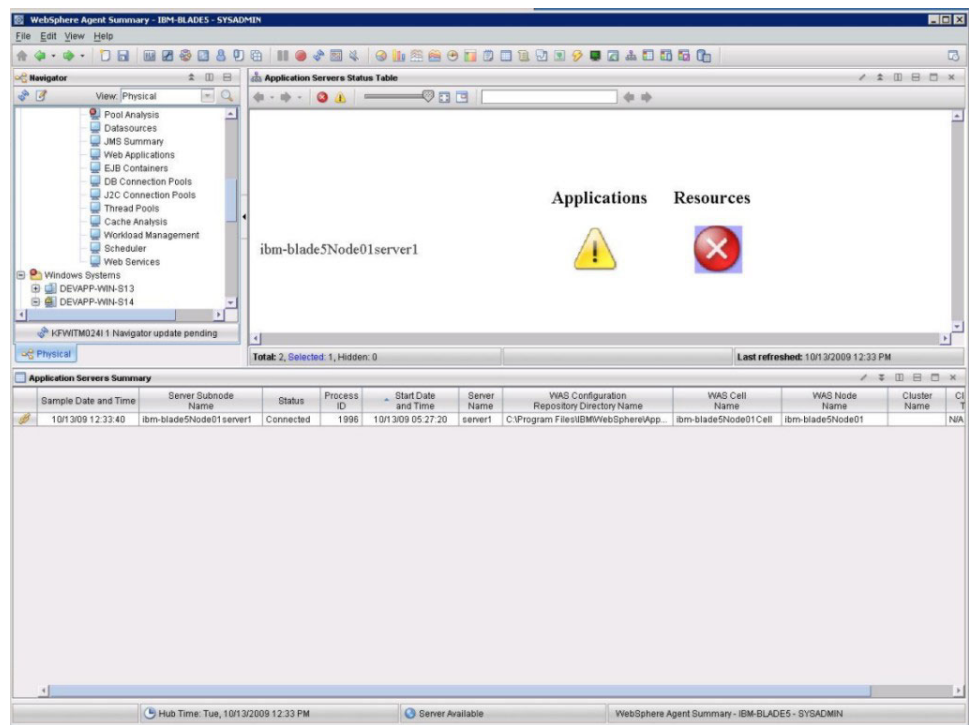 WebSphere Agent Summary - IBM-BLADE5 - SYSADMIN
File Edit View Help
Navigator
View: Physical
Pool Analysis
Datasources
JMS Summary
Web Applications
EJB Containers
DB Connection Pools
J2C Connection Pools
Thread Pools
Cache Analysis
Workload Management
Scheduler
Web Services
Windows Systems
DEVAPP-WIN-S13
DEVAPP-WIN-S14
KFWITM024I 1 Navigator update pending
Physical
Application Servers Status Table
Applications Resources
ibm-blade5Node01server1
Total: 2, Selected: 1, Hidden: 0
Last refreshed: 10/13/2009 12:33 PM
Application Servers Summary
Sample Date and Time Server Subnode Name Status Process ID Start Date and Time Server Name WAS Configuration Repository Directory Name WAS Cell Name WAS Node Name Cluster Name Cl T
10/13/09 12:33:40 ibm-blade5Node01server1 Connected 1996 10/13/09 05:27:20 server1 C:\Program Files\IBM\WebSphere\App... ibm-blade5Node01Cell ibm-blade5Node01 N/A
Hub Time: Tue, 10/13/2009 12:33 PM
Server Available
WebSphere Agent Summary - IBM-BLADE5 - SYSADMIN